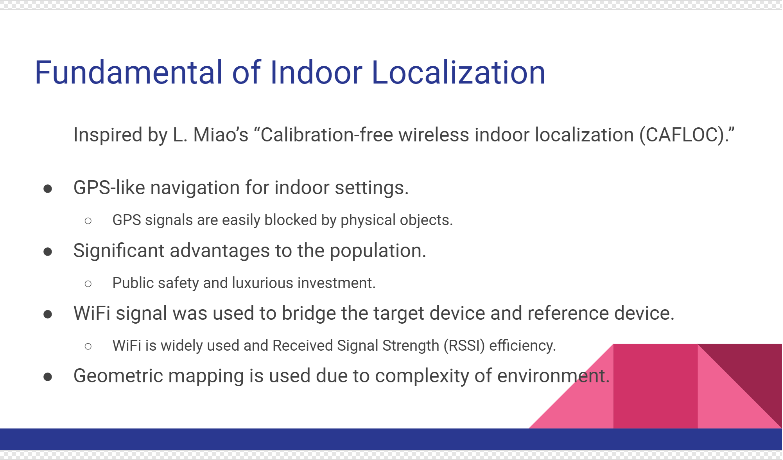 Fundamental of Indoor Localization
Inspired by L. Miao’s “Calibration-free wireless indoor localization (CAFLOC).”
● GPS-like navigation for indoor settings.
○ GPS signals are easily blocked by physical objects.
● Significant advantages to the population.
○ Public safety and luxurious investment.
● WiFi signal was used to bridge the target device and reference device.
○ WiFi is widely used and Received Signal Strength (RSSI) efficiency.
● Geometric mapping is used due to complexity of environment.